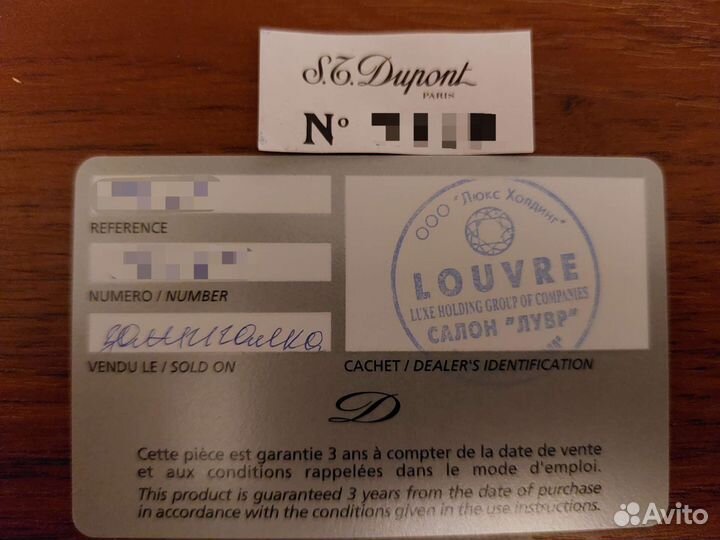 S.T. Dupont
PARIS
Nº
REFERENCE
NUMERO / NUMBER
зажигалка
VENDU LE / SOLD ON
ООО "Люкс Холдинг"
LOUVRE
LUXE HOLDING GROUP OF COMPANIES
САЛОН "ЛУВР"
CACHET / DEALER'S IDENTIFICATION
D
Cette pièce est garantie 3 ans à compter de la date de vente
et aux conditions rappelées dans le mode d'emploi.
This product is guaranteed 3 years from the date of purchase
in accordance with the conditions given in the use instructions.
Avito